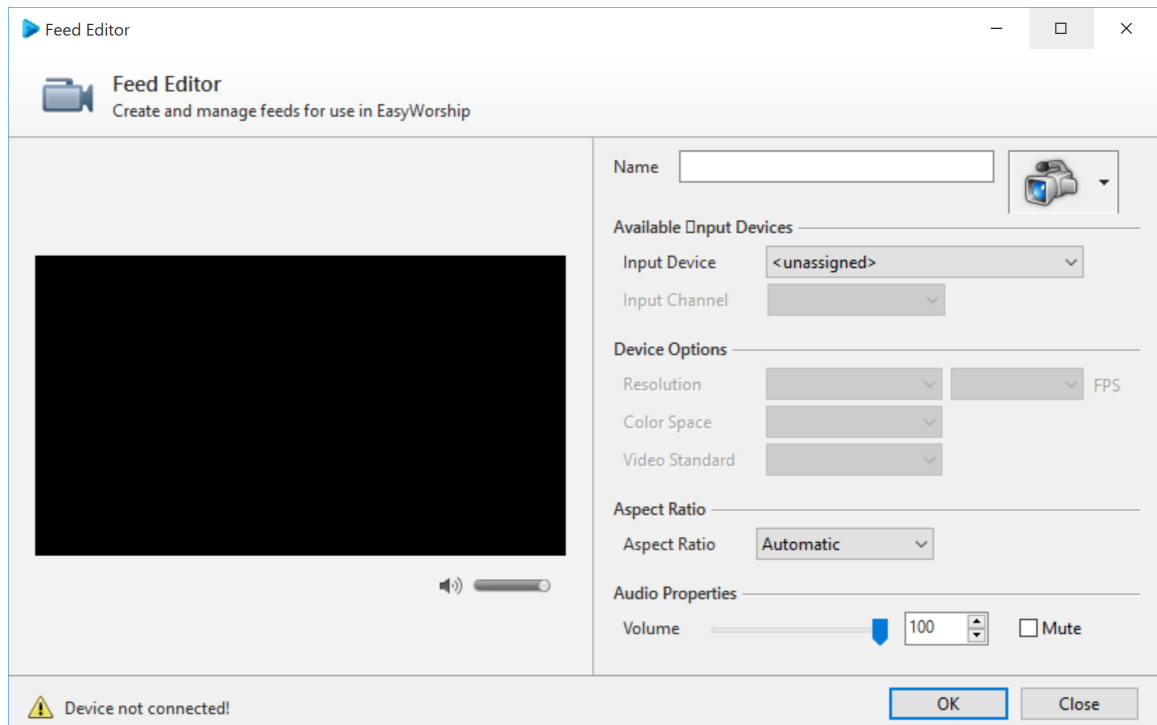 Feed Editor
Feed Editor
Create and manage feeds for use in EasyWorship
Name
Available ▯nput Devices
Input Device <unassigned>
Input Channel
Device Options
Resolution FPS
Color Space
Video Standard
Aspect Ratio
Aspect Ratio Automatic
Audio Properties
Volume 100 Mute
Device not connected! OK Close